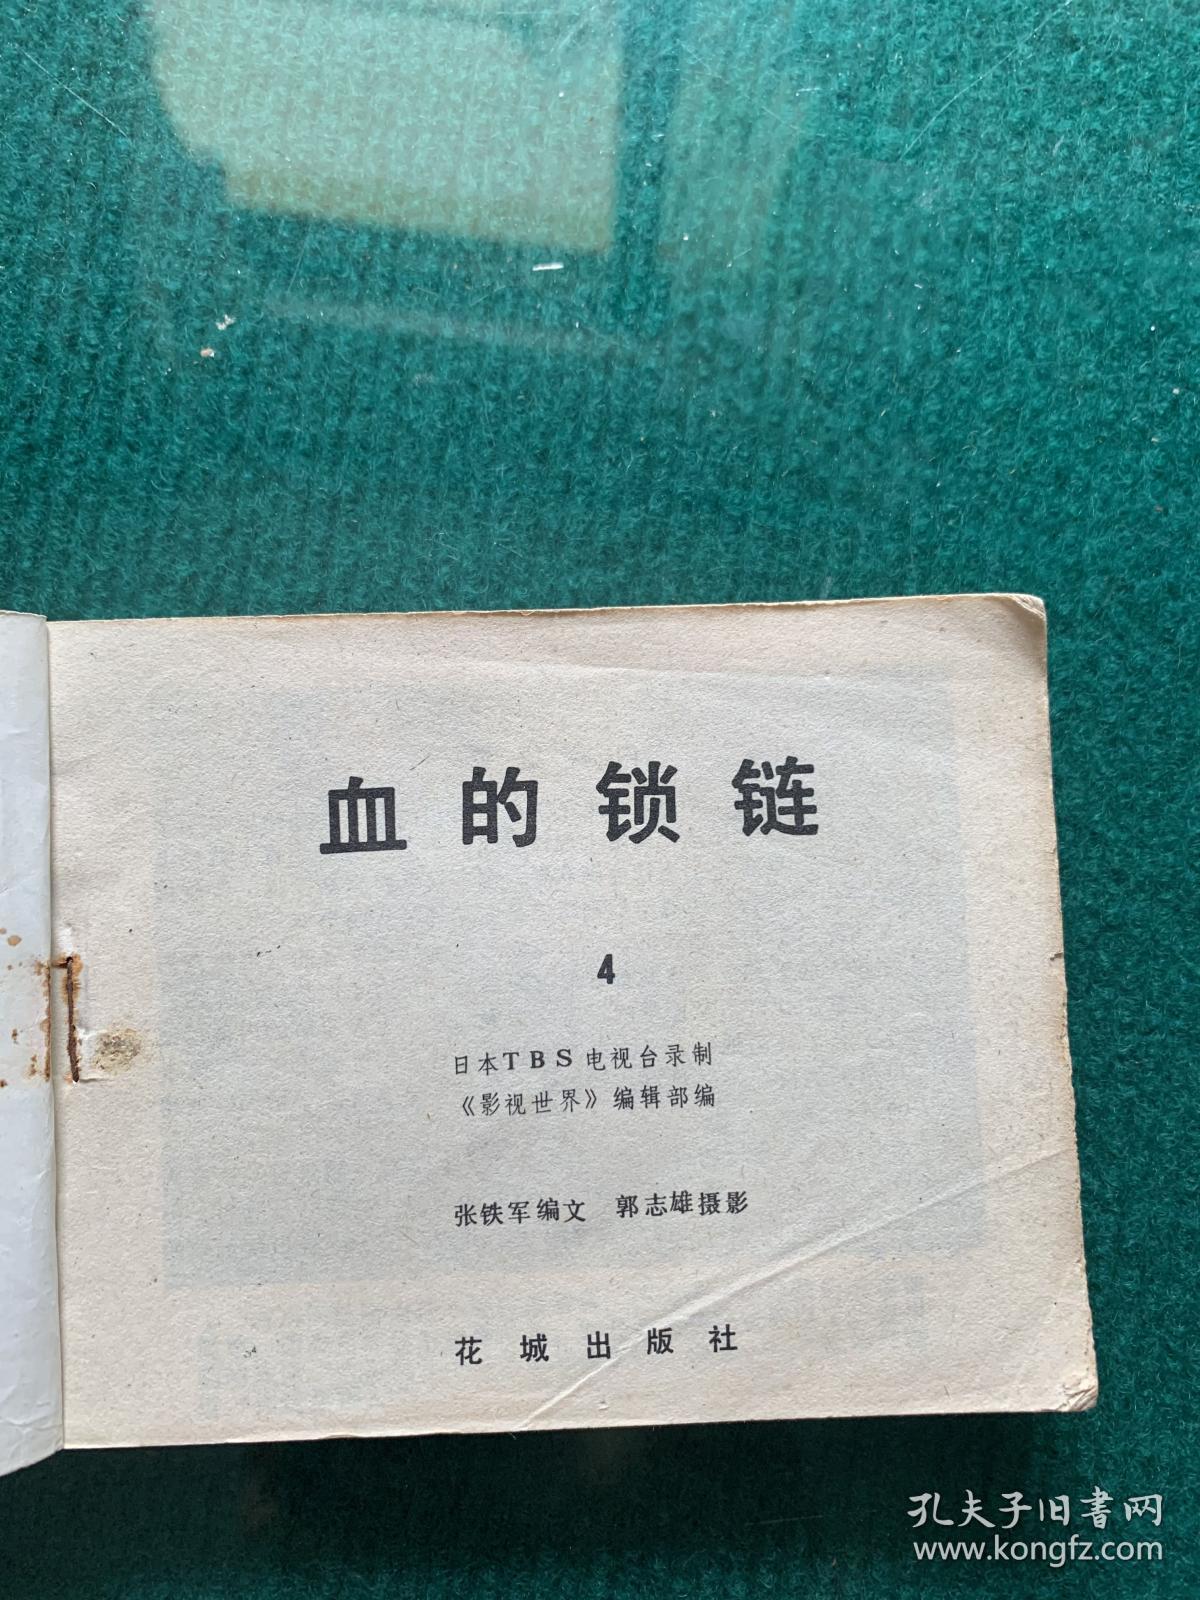 血的锁链
4
日本TBS电视台录制
《影视世界》编辑部编
张铁军编文 郭志雄摄影
花城出版社
孔夫子旧書网
www.kongfz.com